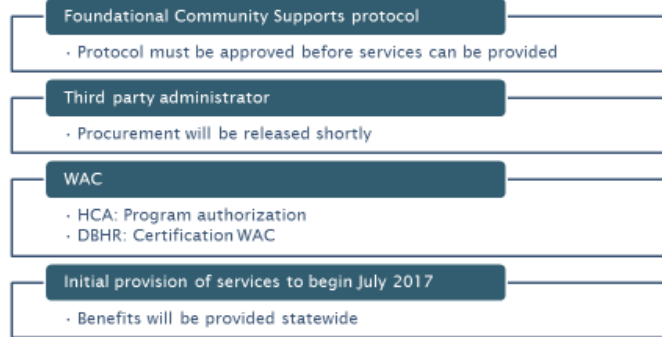 Foundational Community Supports protocol
· Protocol must be approved before services can be provided
Third party administrator
· Procurement will be released shortly
WAC
· HCA: Program authorization
· DBHR: Certification WAC
Initial provision of services to begin July 2017
· Benefits will be provided statewide